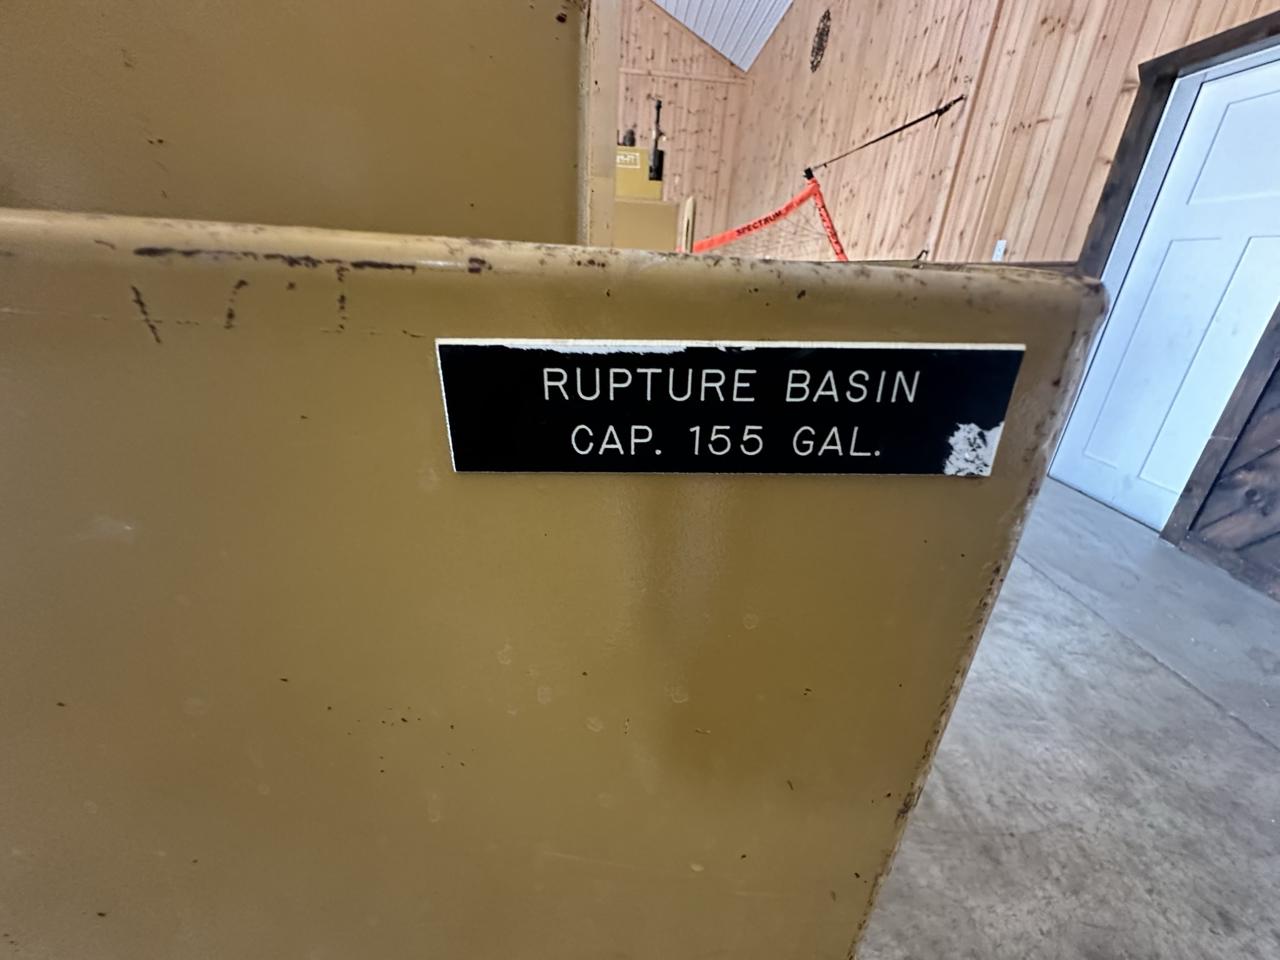 SPECTRUM
RUPTURE BASIN
CAP. 155 GAL.